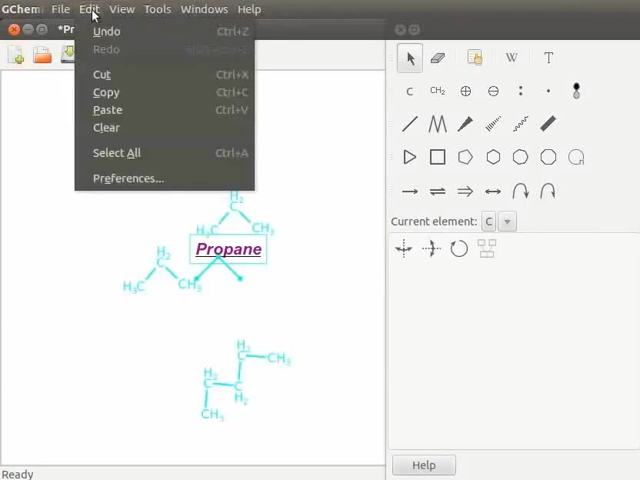 GChem File Edit View Tools Windows Help
*Pr
Undo Ctrl+Z
Redo
Cut Ctrl+X
Copy Ctrl+C
Paste Ctrl+V
Clear
Select All Ctrl+A
Preferences...
W T
C CH2
Current element: C
H2
C
H3C CH3
Propane
H2
C
H3C CH3
H2
C CH3
H2
C C
H2
CH3
Help
Ready